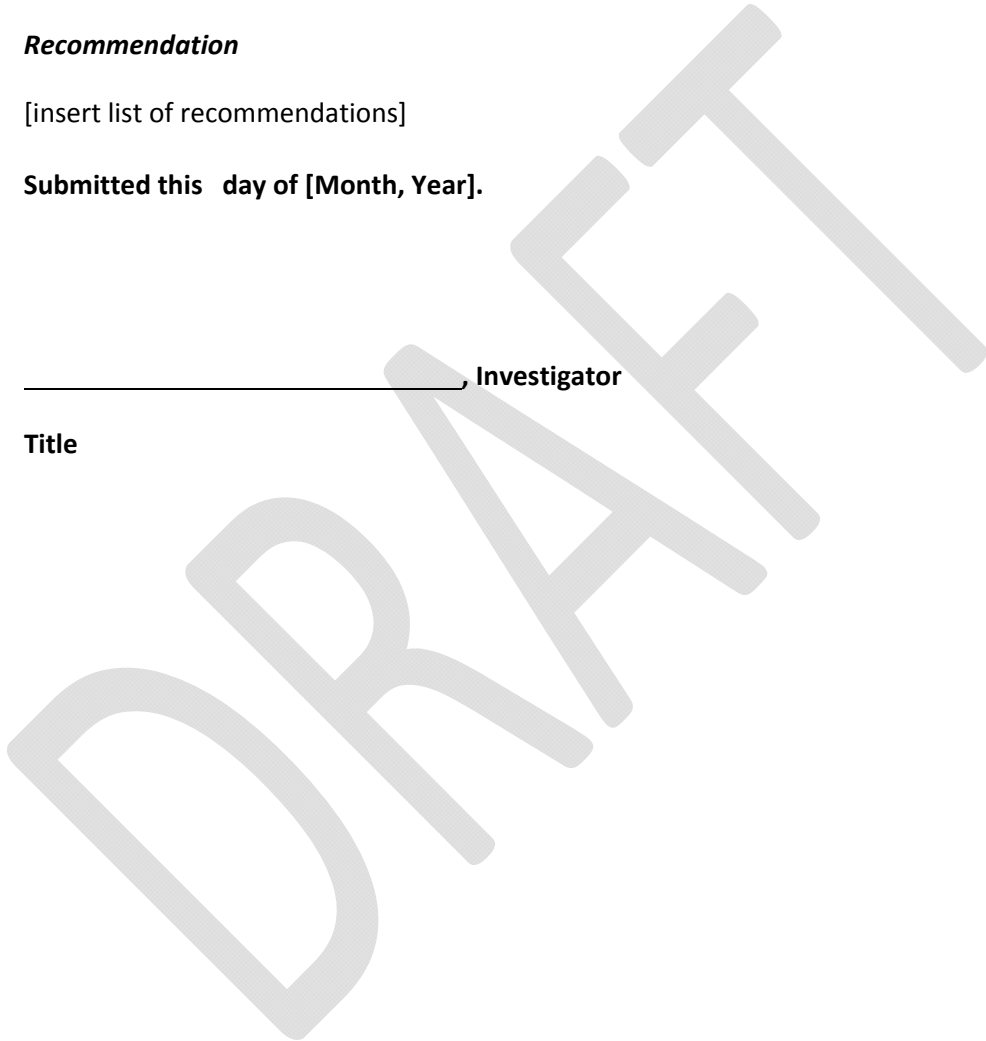 Recommendation
[insert list of recommendations]
Submitted this   day of [Month, Year].
, Investigator
Title
DRAFT